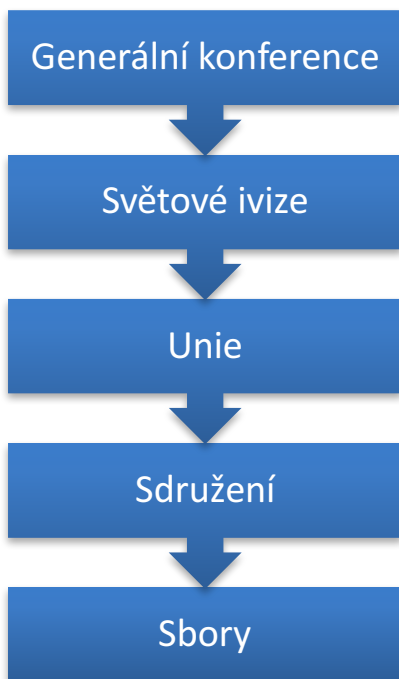 Generální konference
Světové ivize
Unie
Sdružení
Sbory